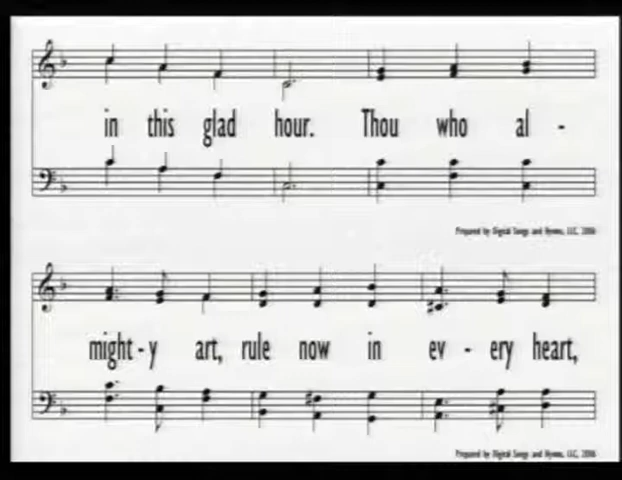 in this glad hour. Thou who al -
Prepared by Digital Songs and Hymns, LLC, 2006
might - y art, rule now in ev - ery heart,
Prepared by Digital Songs and Hymns, LLC, 2006